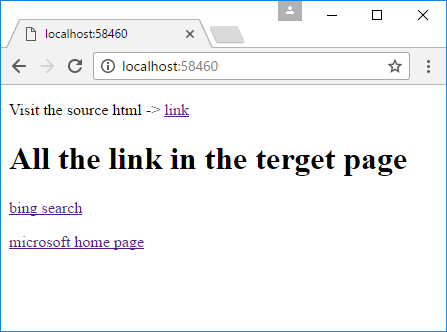 localhost:58460
localhost:58460
Visit the source html -> link
All the link in the terget page
bing search
microsoft home page